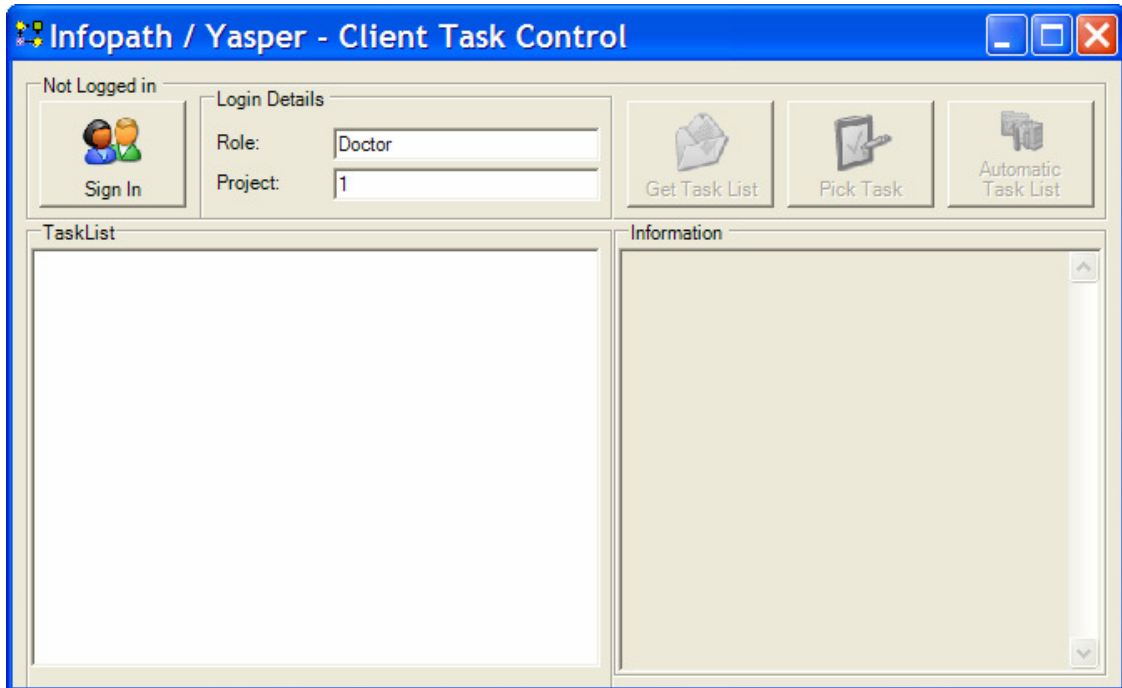 Infopath / Yasper - Client Task Control
Not Logged in
Login Details
Role: Doctor
Project: 1
Sign In
Get Task List
Pick Task
Automatic
Task List
TaskList
Information